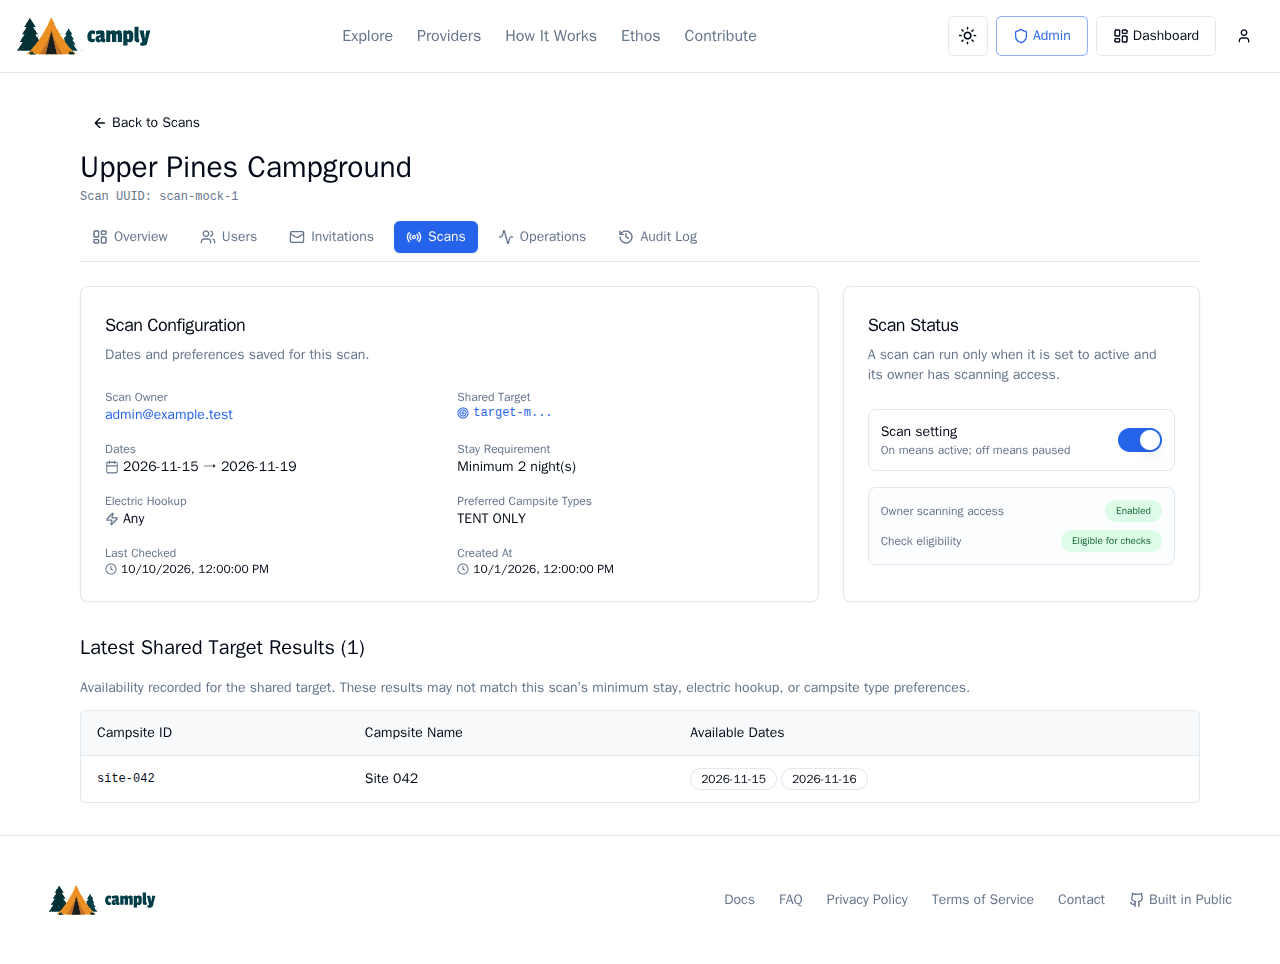 camply
Explore
Providers
How It Works
Ethos
Contribute
Admin
Dashboard
Back to Scans
Upper Pines Campground
Scan UUID: scan-mock-1
Overview
Users
Invitations
Scans
Operations
Audit Log
Scan Configuration
Dates and preferences saved for this scan.
Scan Owner
admin@example.test
Shared Target
target-m...
Dates
2026-11-15 → 2026-11-19
Stay Requirement
Minimum 2 night(s)
Electric Hookup
Any
Preferred Campsite Types
TENT ONLY
Last Checked
10/10/2026, 12:00:00 PM
Created At
10/1/2026, 12:00:00 PM
Scan Status
A scan can run only when it is set to active and
its owner has scanning access.
Scan setting
On means active; off means paused
Owner scanning access
Enabled
Check eligibility
Eligible for checks
Latest Shared Target Results (1)
Availability recorded for the shared target. These results may not match this scan's minimum stay, electric hookup, or campsite type preferences.
Campsite ID
Campsite Name
Available Dates
site-042
Site 042
2026-11-15
2026-11-16
camply
Docs
FAQ
Privacy Policy
Terms of Service
Contact
Built in Public